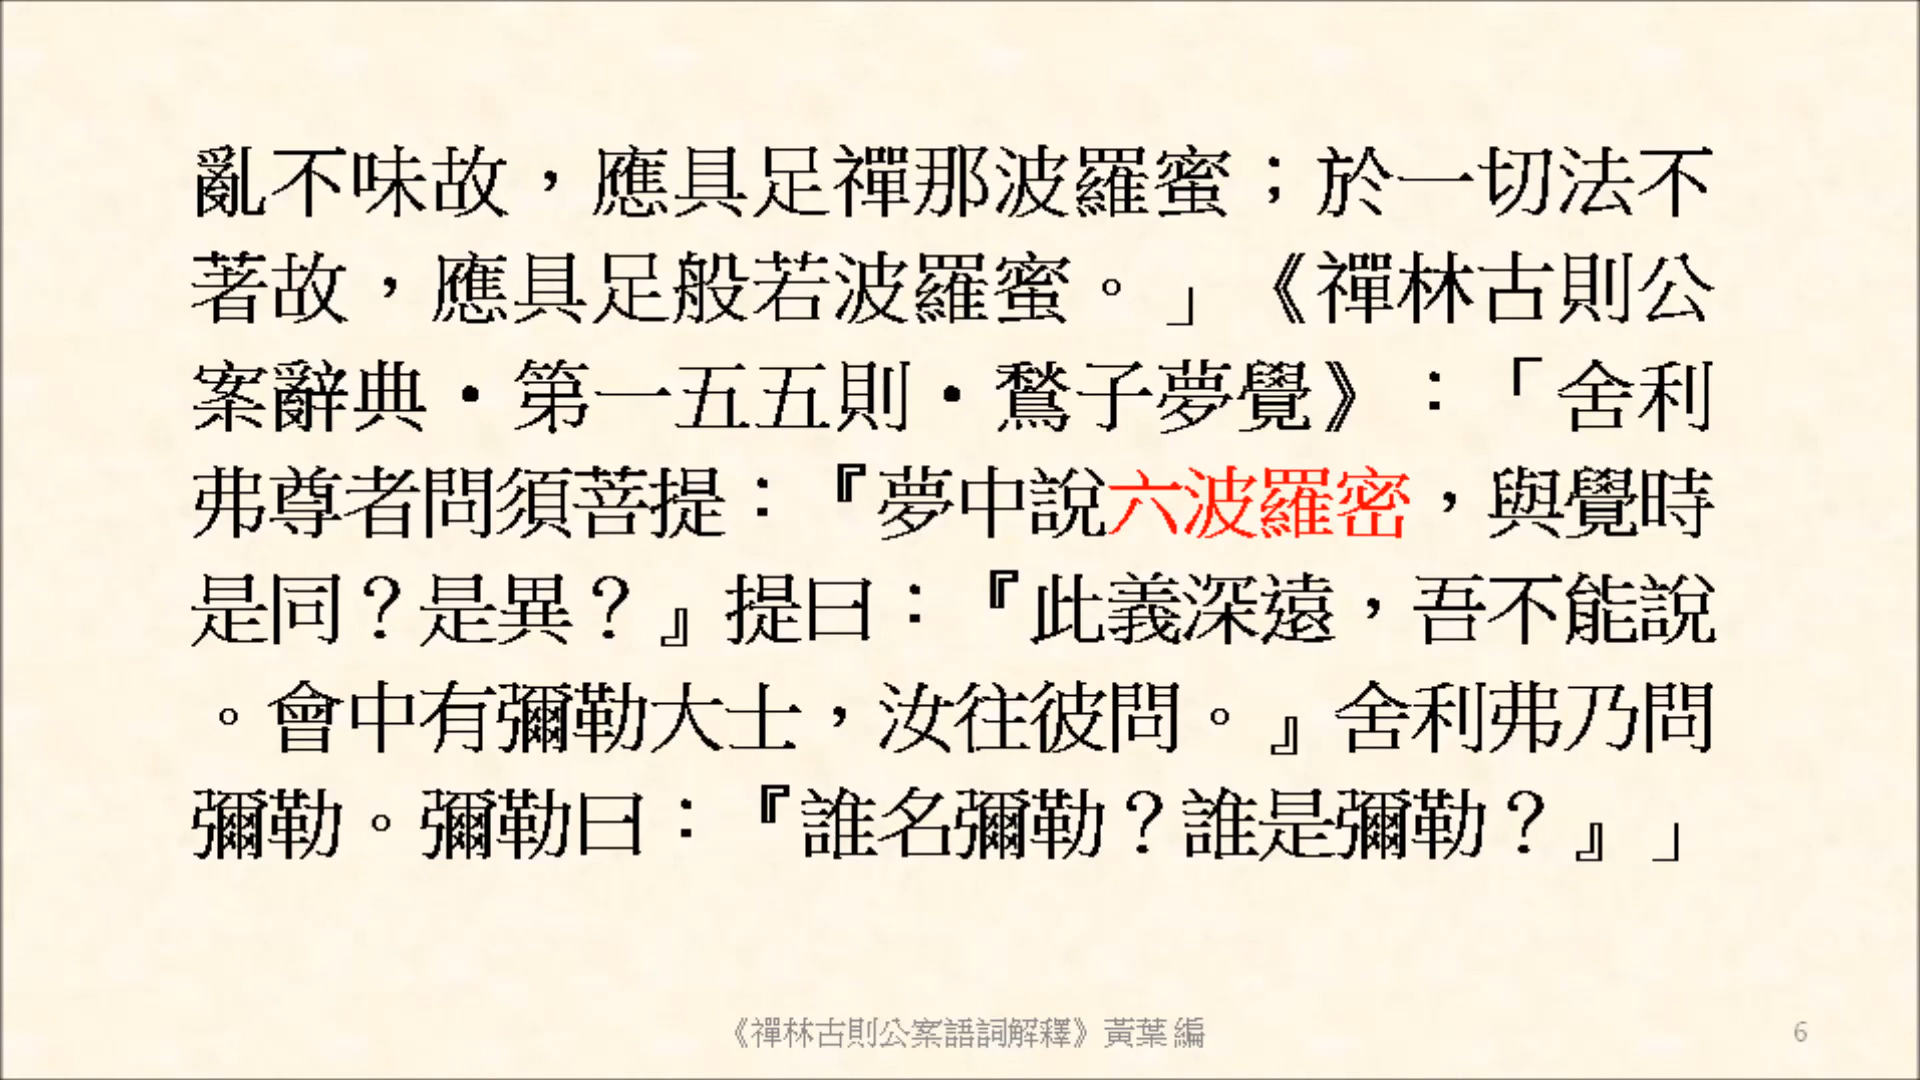 亂不味故，應具足禪那波羅蜜；於一切法不
著故，應具足般若波羅蜜。」《禪林古則公
案辭典•第一五五則•鶖子夢覺》：「舍利
弗尊者問須菩提：『夢中說六波羅密，與覺時
是同？是異？』提曰：『此義深遠，吾不能說
。會中有彌勒大士，汝往彼問。』舍利弗乃問
彌勒。彌勒曰：『誰名彌勒？誰是彌勒？』」
《禪林古則公案語詞解釋》黃葉 編
6